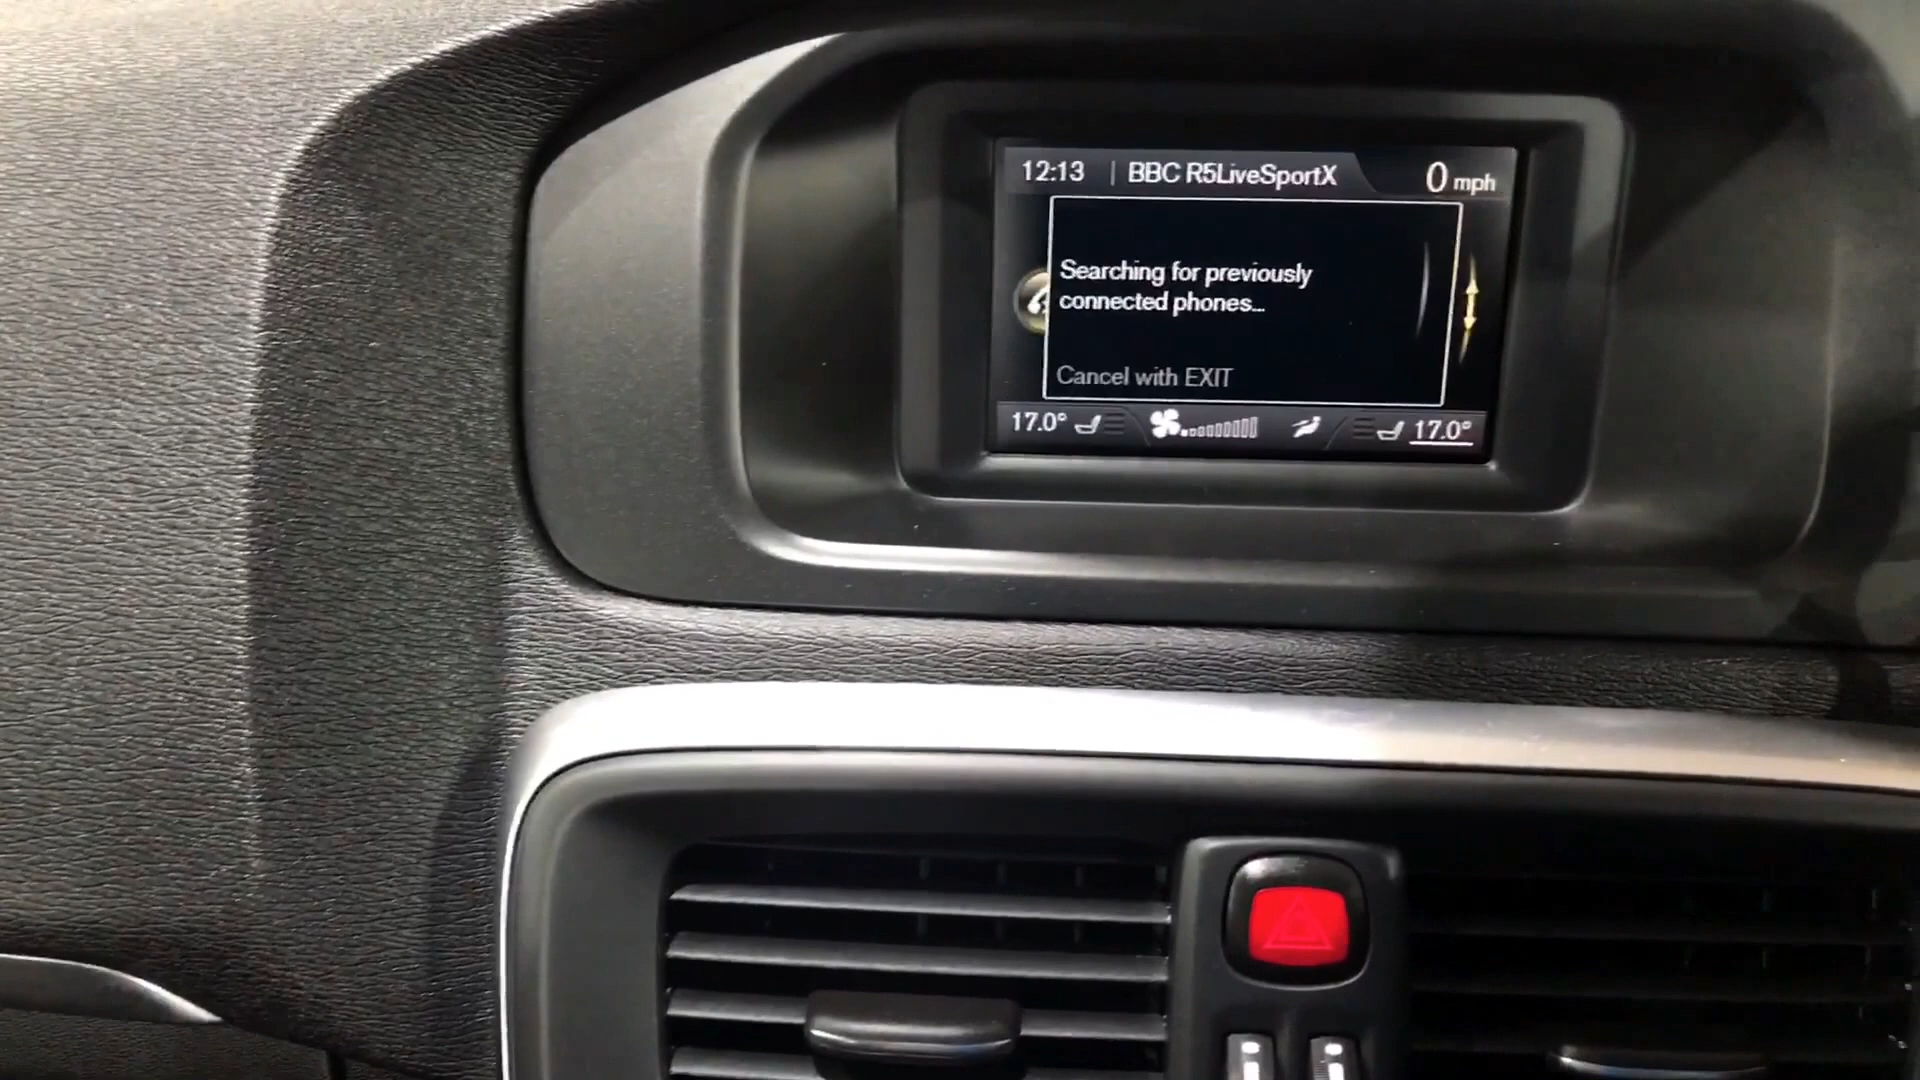 12:13 | BBC R5LiveSportX 0 mph
Searching for previously
connected phones...
Cancel with EXIT
17.0° 17.0°